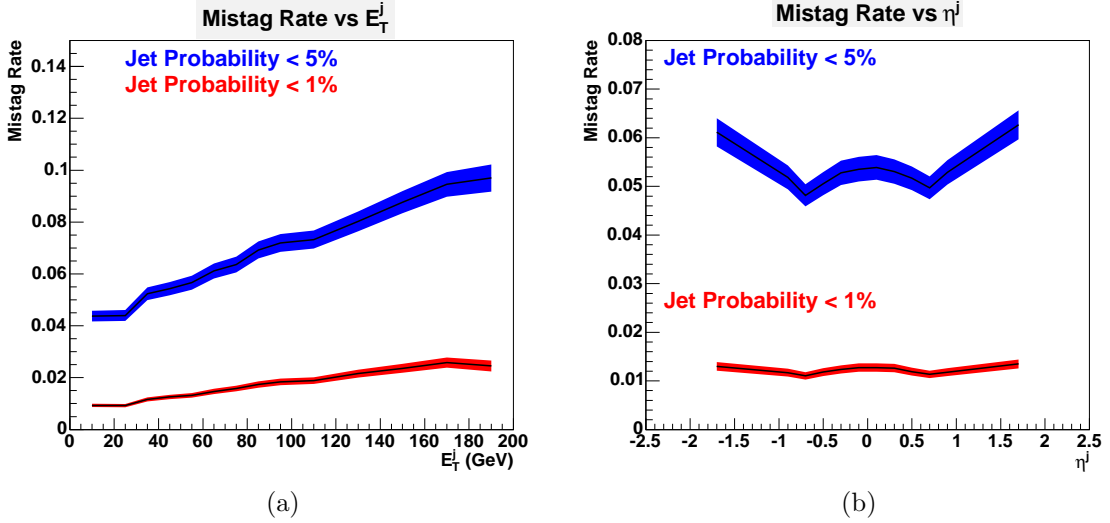 Mistag Rate vs E_T^j
Mistag Rate
Jet Probability < 5%
Jet Probability < 1%
0.14
0.12
0.1
0.08
0.06
0.04
0.02
0
0 20 40 60 80 100 120 140 160 180 200
E_T^j (GeV)
(a)
Mistag Rate vs η^j
Mistag Rate
0.08
Jet Probability < 5%
0.07
0.06
0.05
0.04
0.03
Jet Probability < 1%
0.02
0.01
0
-2.5 -2 -1.5 -1 -0.5 0 0.5 1 1.5 2 2.5
η^j
(b)